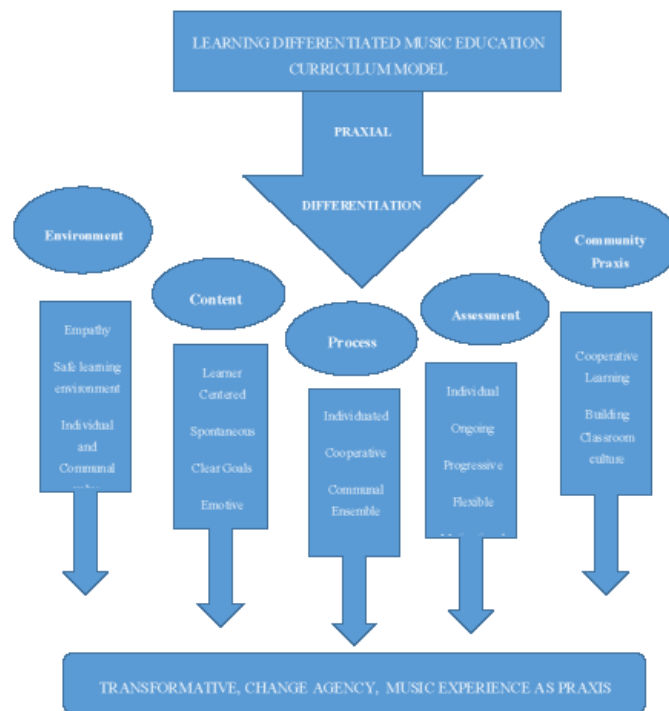 LEARNING DIFFERENTIATED MUSIC EDUCATION
CURRICULUM MODEL
PRAXIAL
DIFFERENTIATION
Environment
Empathy
Safe learning
environment
Individual
and
Communal
Content
Learner
Centered
Spontaneous
Clear Goals
Emotive
Process
Individuated
Cooperative
Communal
Ensemble
Assessment
Individual
Ongoing
Progressive
Flexible
Community
Praxis
Cooperative
Learning
Building
Classroom
culture
TRANSFORMATIVE, CHANGE AGENCY, MUSIC EXPERIENCE AS PRAXIS